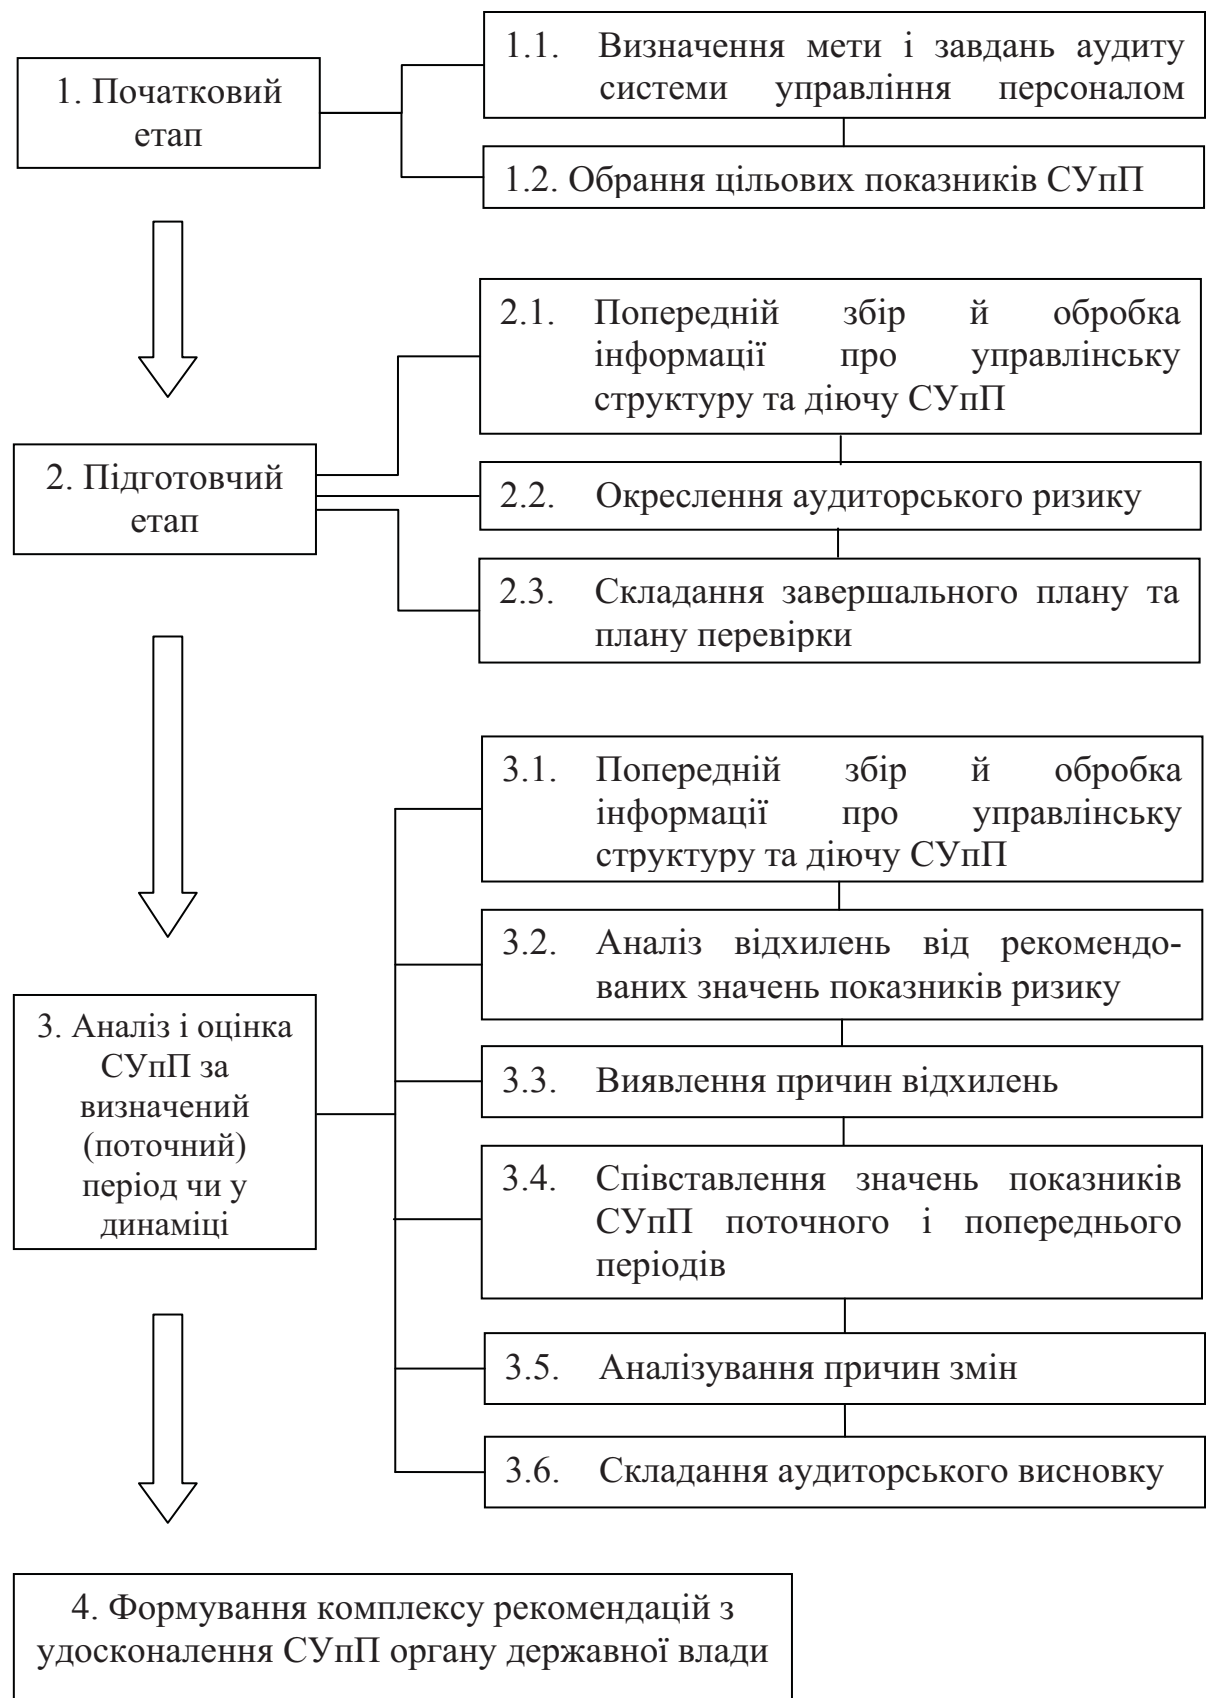 1. Початковий
етап
1.1. Визначення мети і завдань аудиту
системи управління персоналом
1.2. Обрання цільових показників СУпП
2. Підготовчий
етап
2.1. Попередній збір й обробка
інформації про управлінську
структуру та діючу СУпП
2.2. Окреслення аудиторського ризику
2.3. Складання завершального плану та
плану перевірки
3. Аналіз і оцінка
СУпП за
визначений
(поточний)
період чи у
динаміці
3.1. Попередній збір й обробка
інформації про управлінську
структуру та діючу СУпП
3.2. Аналіз відхилень від рекомендо-
ваних значень показників ризику
3.3. Виявлення причин відхилень
3.4. Співставлення значень показників
СУпП поточного і попереднього
періодів
3.5. Аналізування причин змін
3.6. Складання аудиторського висновку
4. Формування комплексу рекомендацій з
удосконалення СУпП органу державної влади